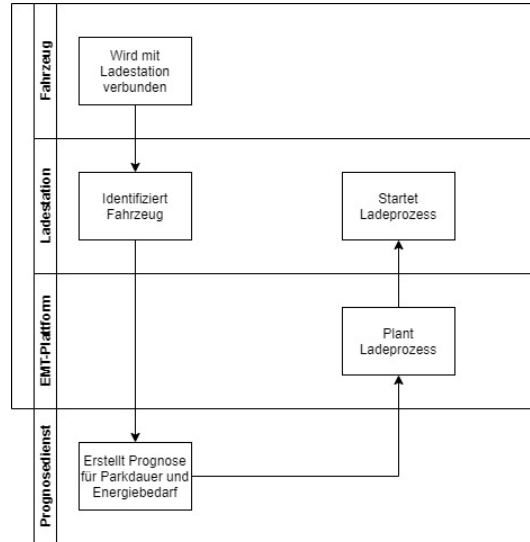 Fahrzeug
Wird mit
Ladestation
verbunden
Ladestation
Identifiziert
Fahrzeug
Startet
Ladeprozess
EMT-Plattform
Plant
Ladeprozess
Prognosedienst
Erstellt Prognose
für Parkdauer und
Energiebedarf